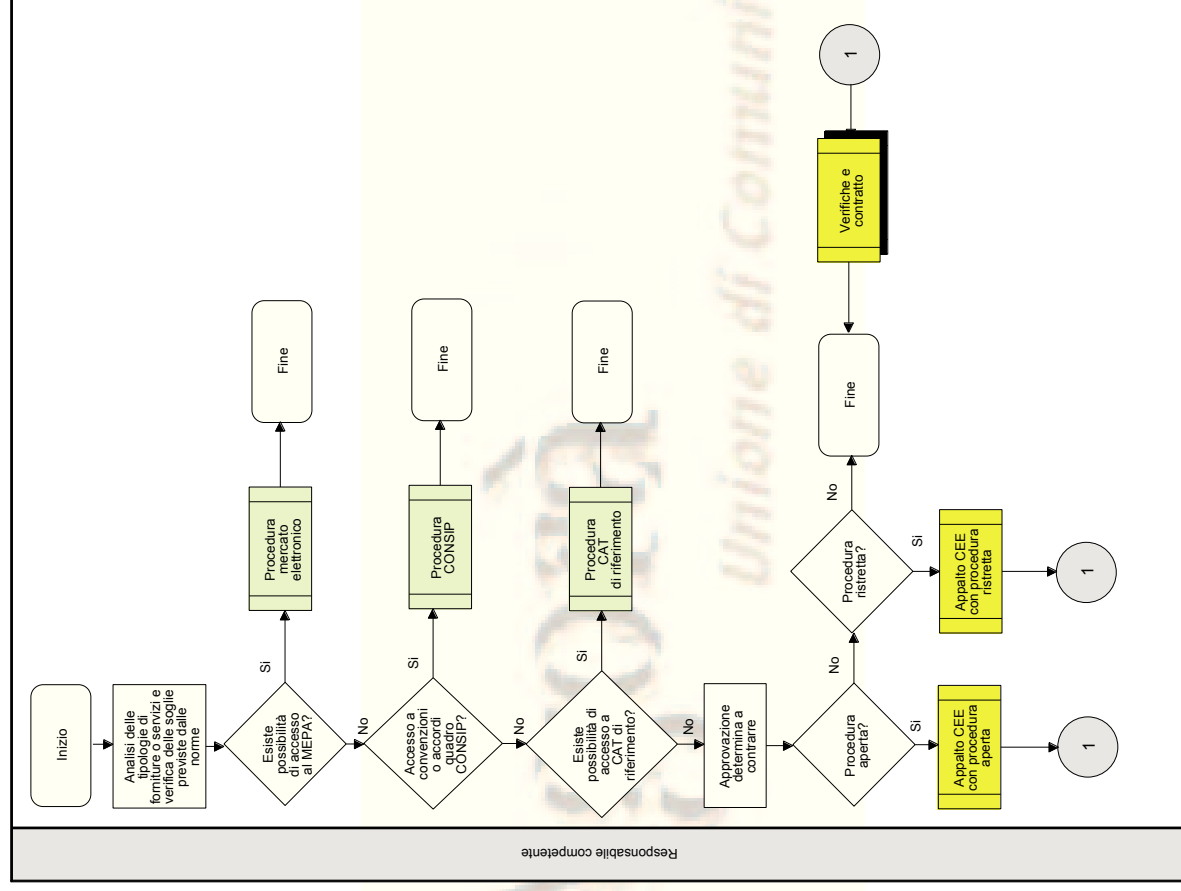 Inizio
Analisi delle
tipologie di
forniture o servizi e
verifica delle soglie
previste dalle
norme
Esiste
possibilità
di accesso
al MEPA?
Si
Procedura
mercato
elettronico
Fine
No
Accesso a
convenzioni
o accordi
quadro
CONSIP?
Si
Procedura
CONSIP
Fine
No
Esiste
possibilità di
accesso a
CAT di
riferimento?
Si
Procedura
CAT
di riferimento
Fine
No
Approvazione
determina a
contrarre
Procedura
aperta?
Si
Appalto CEE
con procedura
aperta
1
No
Procedura
ristretta?
Si
Appalto CEE
con procedura
ristretta
1
No
Fine
Verifiche e
contratto
1
Responsabile competente
Unione di Comuni